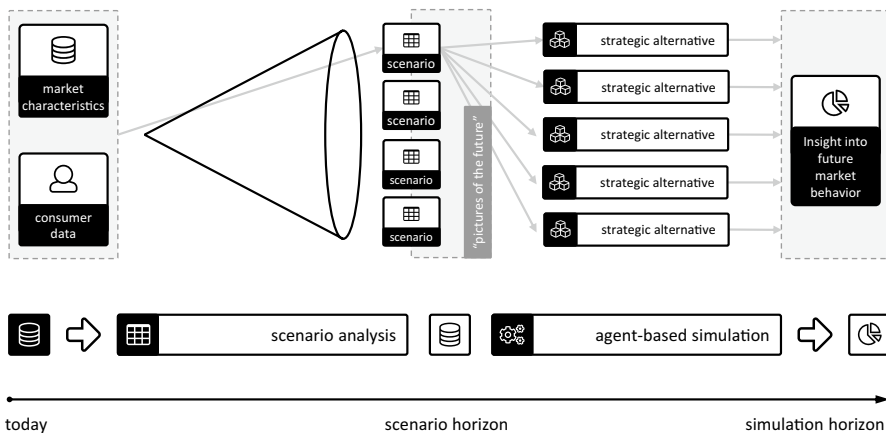 market
characteristics
consumer
data
scenario
scenario
scenario
scenario
"pictures of the future"
strategic alternative
strategic alternative
strategic alternative
strategic alternative
strategic alternative
Insight into
future
market
behavior
scenario analysis
agent-based simulation
today
scenario horizon
simulation horizon